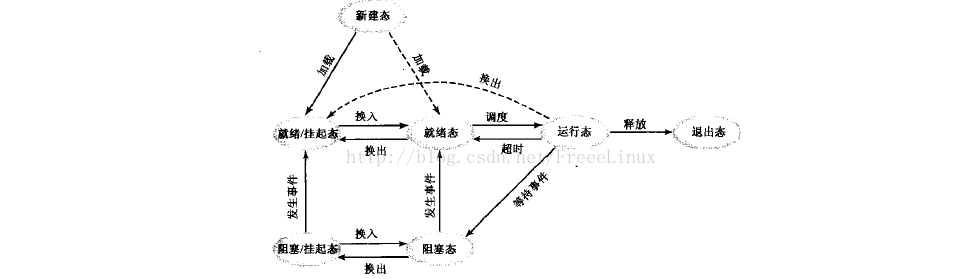 新建态
加载
加载
换出
就绪/挂起态
换入
换出
就绪态
调度
超时
运行态
释放
退出态
http://blog.csdn.net/FreeeLinux
发生事件
发生事件
等待事件
阻塞/挂起态
换入
换出
阻塞态